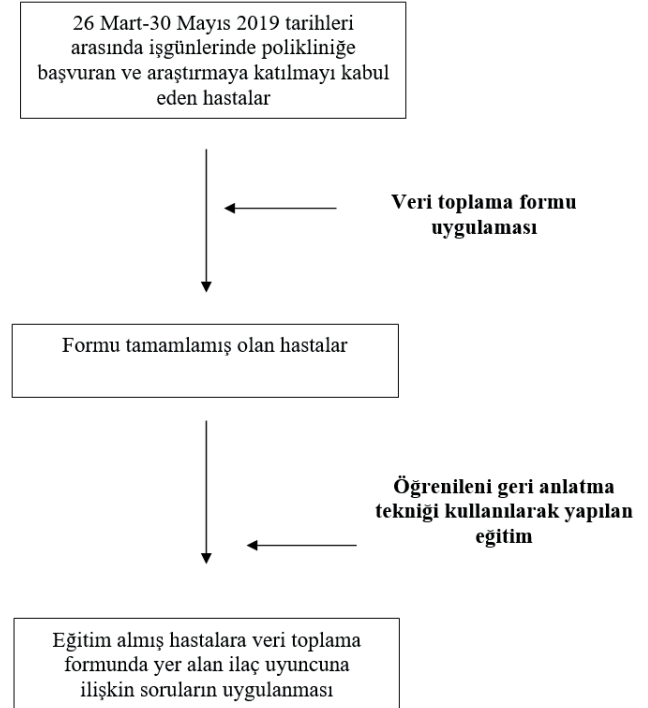 26 Mart-30 Mayıs 2019 tarihleri
arasında işgünlerinde polikliniğe
başvuran ve araştırmaya katılmayı kabul
eden hastalar
Veri toplama formu
uygulaması
Formu tamamlamış olan hastalar
Öğrenileni geri anlatma
tekniği kullanılarak yapılan
eğitim
Eğitim almış hastalara veri toplama
formunda yer alan ilaç uyuncuna
ilişkin soruların uygulanması